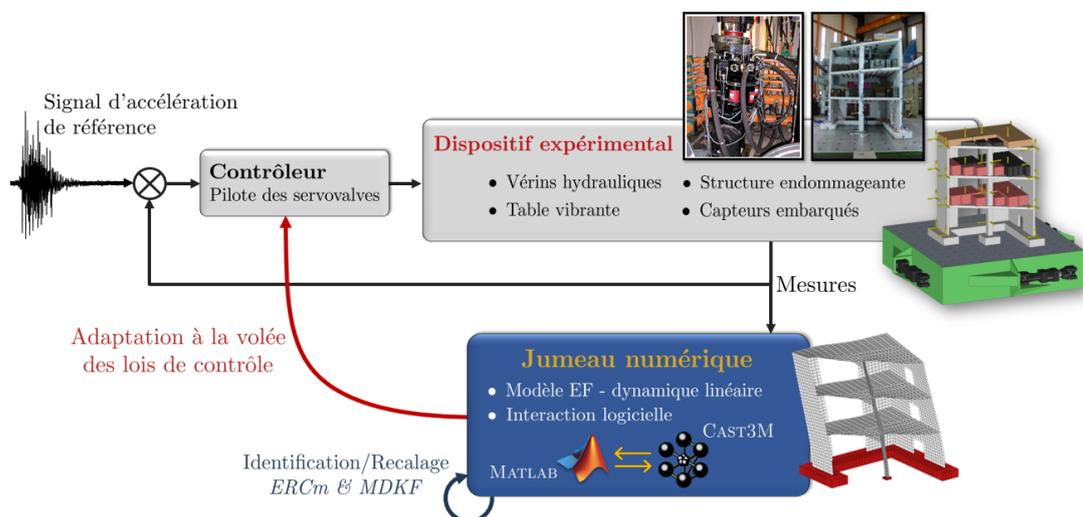 Signal d'accélération
de référence
Contrôleur
Pilote des servovalves
Dispositif expérimental
• Vérins hydrauliques
• Table vibrante
• Structure endommageante
• Capteurs embarqués
Mesures
Adaptation à la volée
des lois de contrôle
Jumeau numérique
• Modèle EF - dynamique linéaire
• Interaction logicielle
CAST3M
MATLAB
Identification/Recalage
ERCm & MDKF